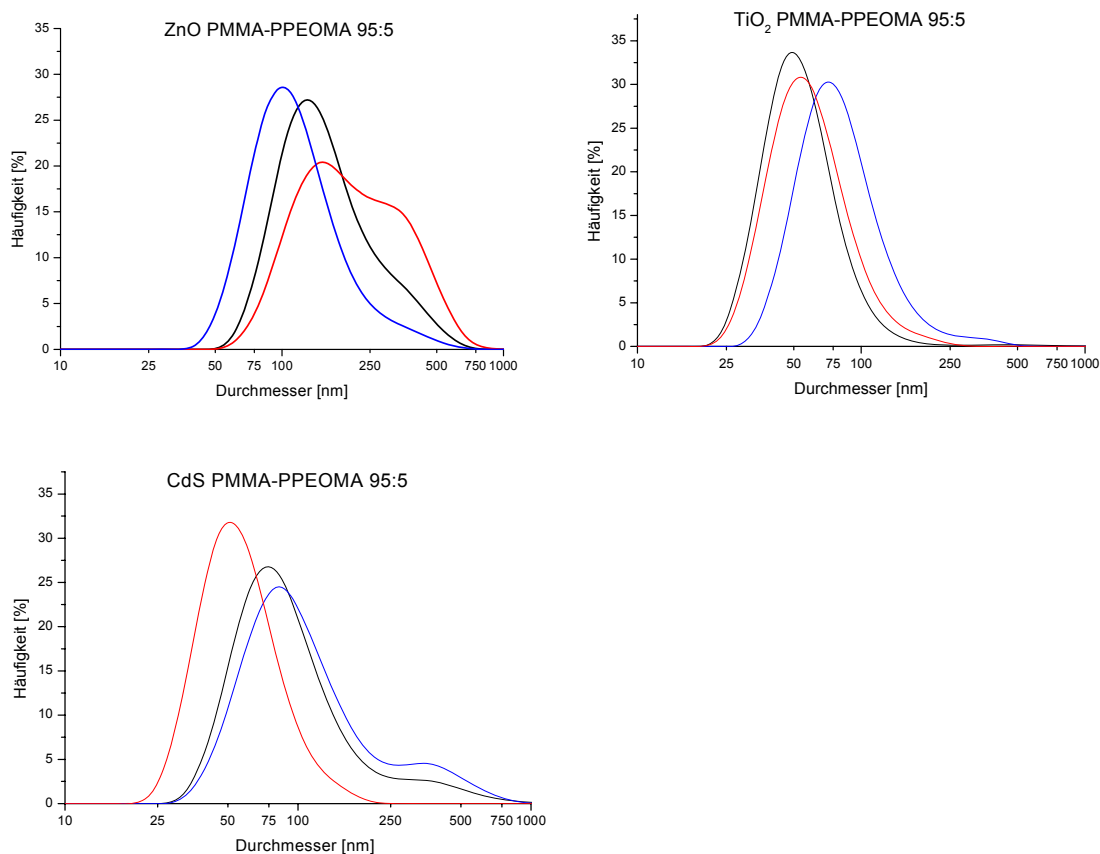 ZnO PMMA-PPEOMA 95:5
35
30
25
20
15
10
5
0
Häufigkeit [%]
10 25 50 75 100 250 500 750 1000
Durchmesser [nm]
TiO2 PMMA-PPEOMA 95:5
35
30
25
20
15
10
5
0
Häufigkeit [%]
10 25 50 75 100 250 500 750 1000
Durchmesser [nm]
CdS PMMA-PPEOMA 95:5
35
30
25
20
15
10
5
0
Häufigkeit [%]
10 25 50 75 100 250 500 750 1000
Durchmesser [nm]